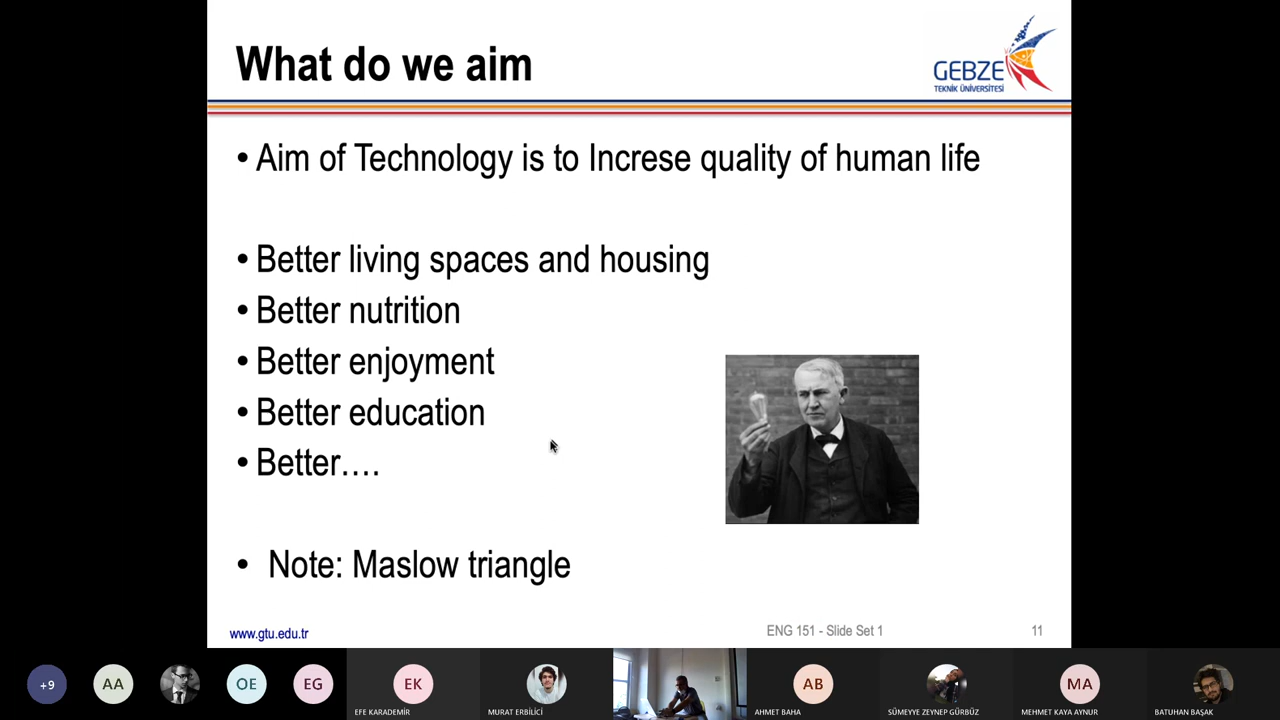 What do we aim
GEBZE
TEKNİK ÜNİVERSİTESİ
• Aim of Technology is to Increse quality of human life
• Better living spaces and housing
• Better nutrition
• Better enjoyment
• Better education
• Better….
• Note: Maslow triangle
www.gtu.edu.tr
ENG 151 - Slide Set 1
11
+9
AA
OE
EG
EK
AB
MA
EFE KARADEMİR
MURAT ERBİLİCİ
AHMET BAHA
SÜMEYYE ZEYNEP GÜRBÜZ
MEHMET KAYA AYNUR
BATUHAN BAŞAK